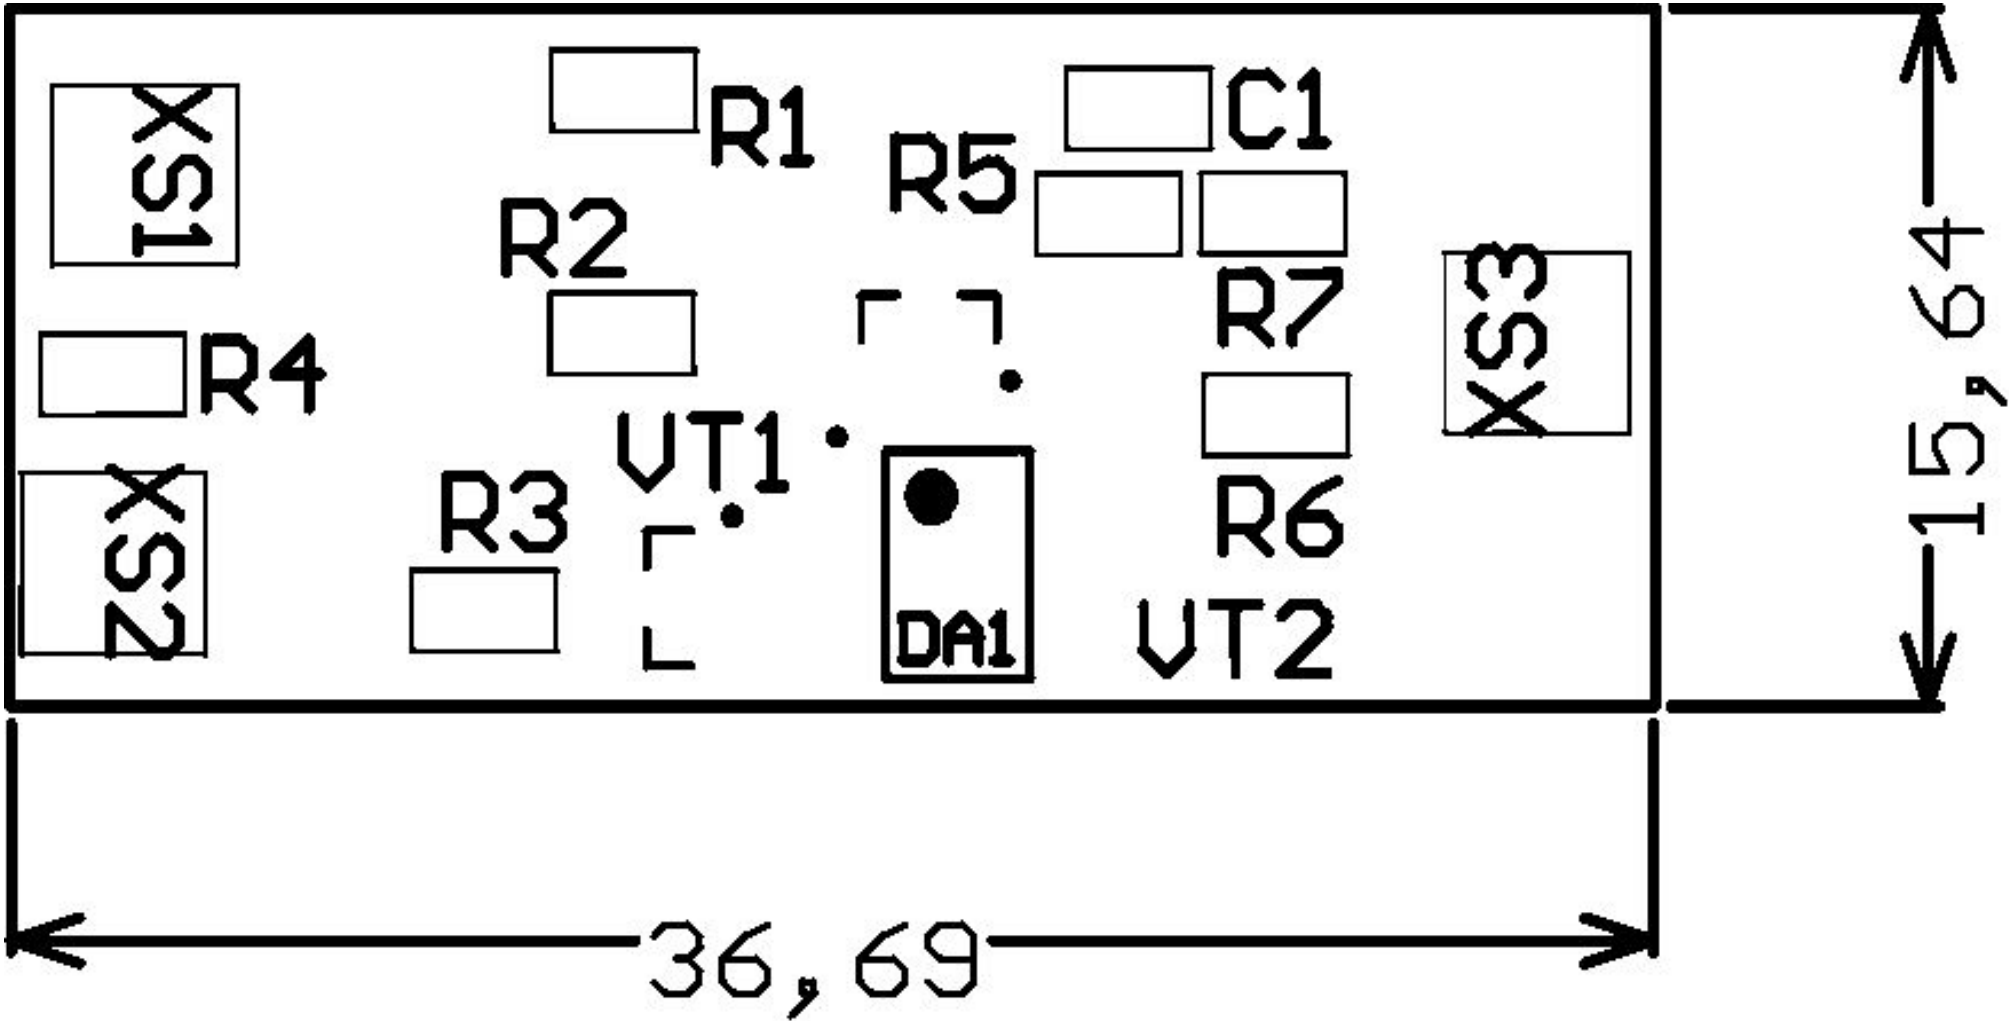 XS1
R1
C1
R5
R2
R7
XS3
R4
VT1
XS2
R3
R6
DA1
VT2
15,64
36,69